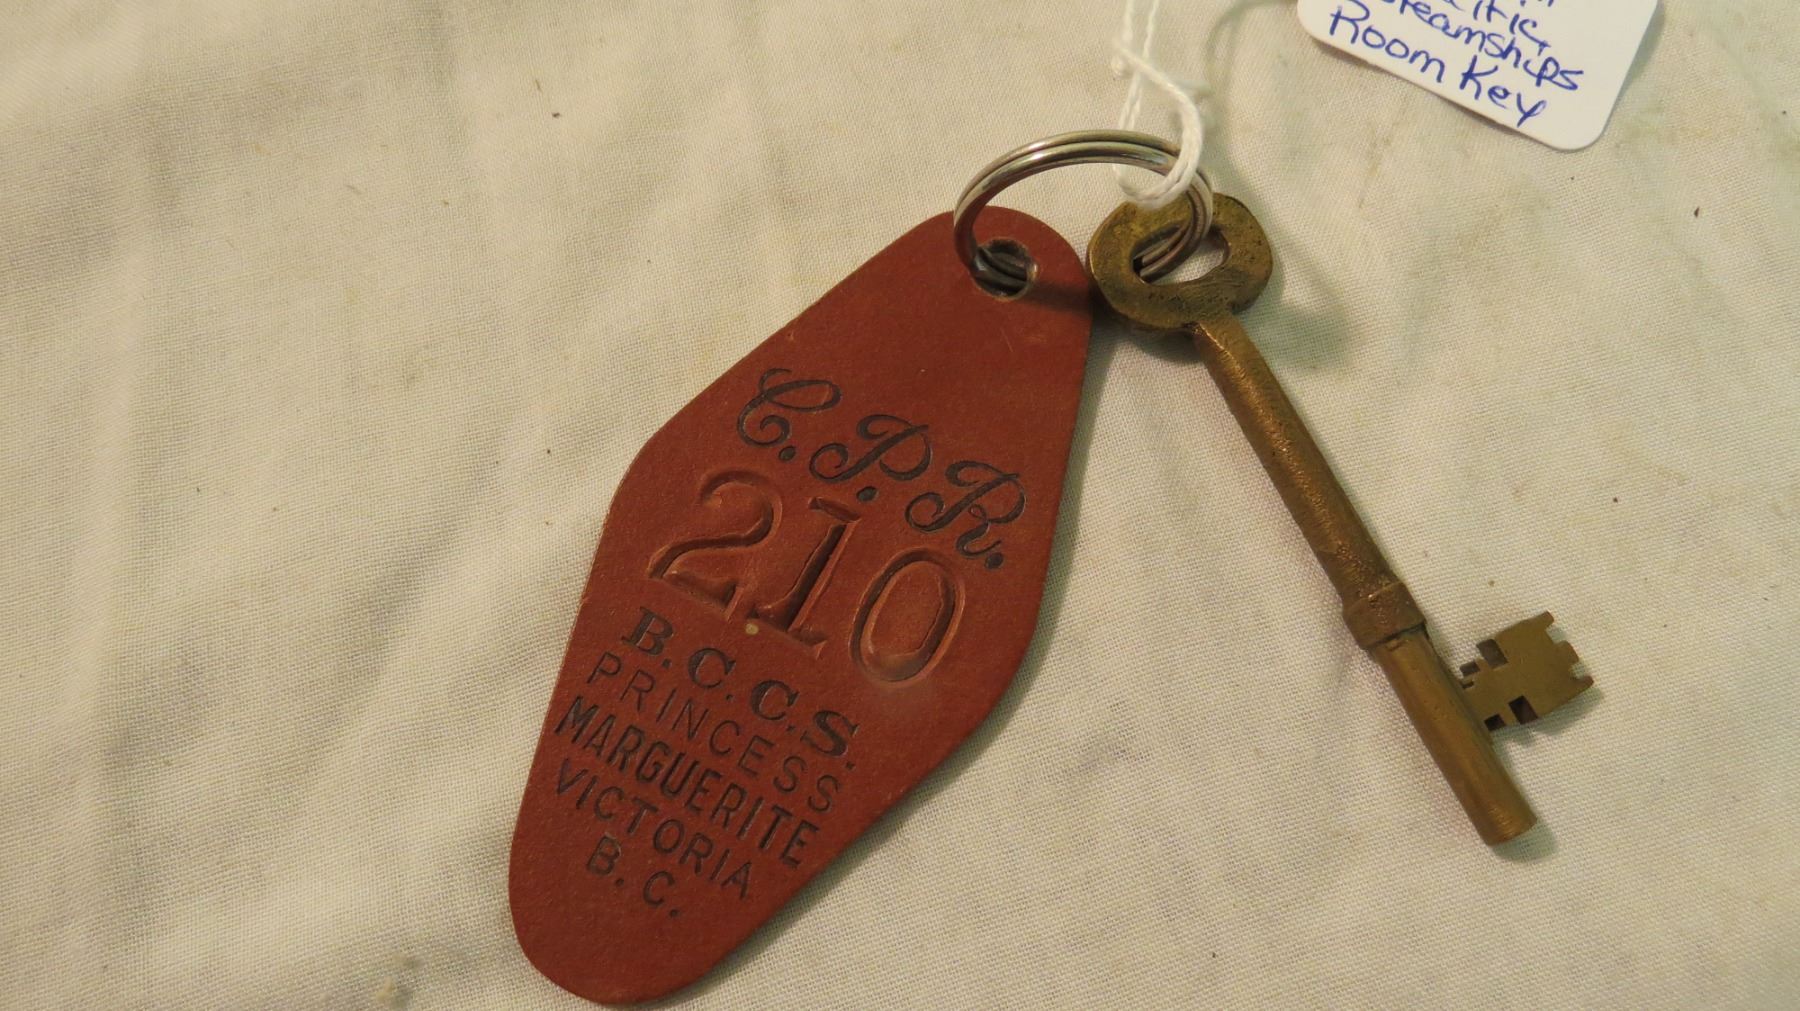 Steamships
Room Key
C.P.R.
210
B.C.C.S.
PRINCESS
MARGUERITE
VICTORIA
B.C.